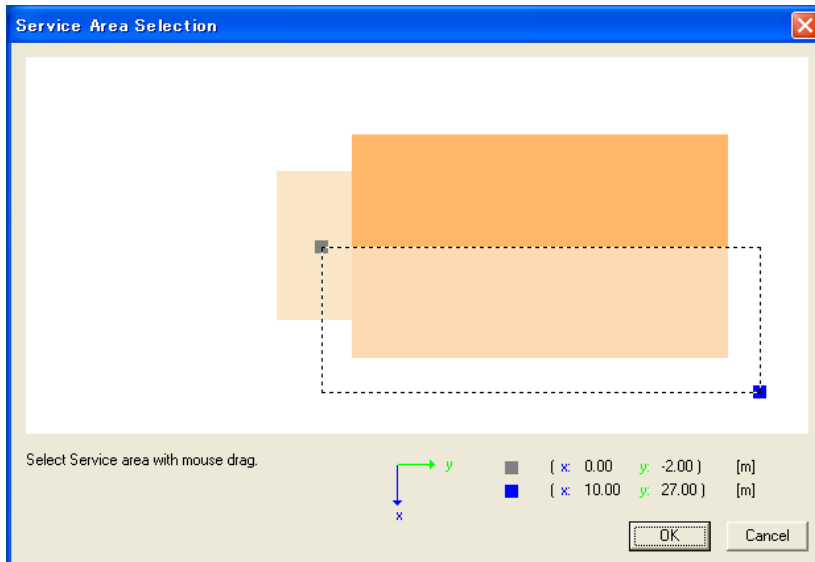 Service Area Selection
Select Service area with mouse drag.
y
x
( x: 0.00 y: -2.00 ) [m]
( x: 10.00 y: 27.00 ) [m]
OK Cancel